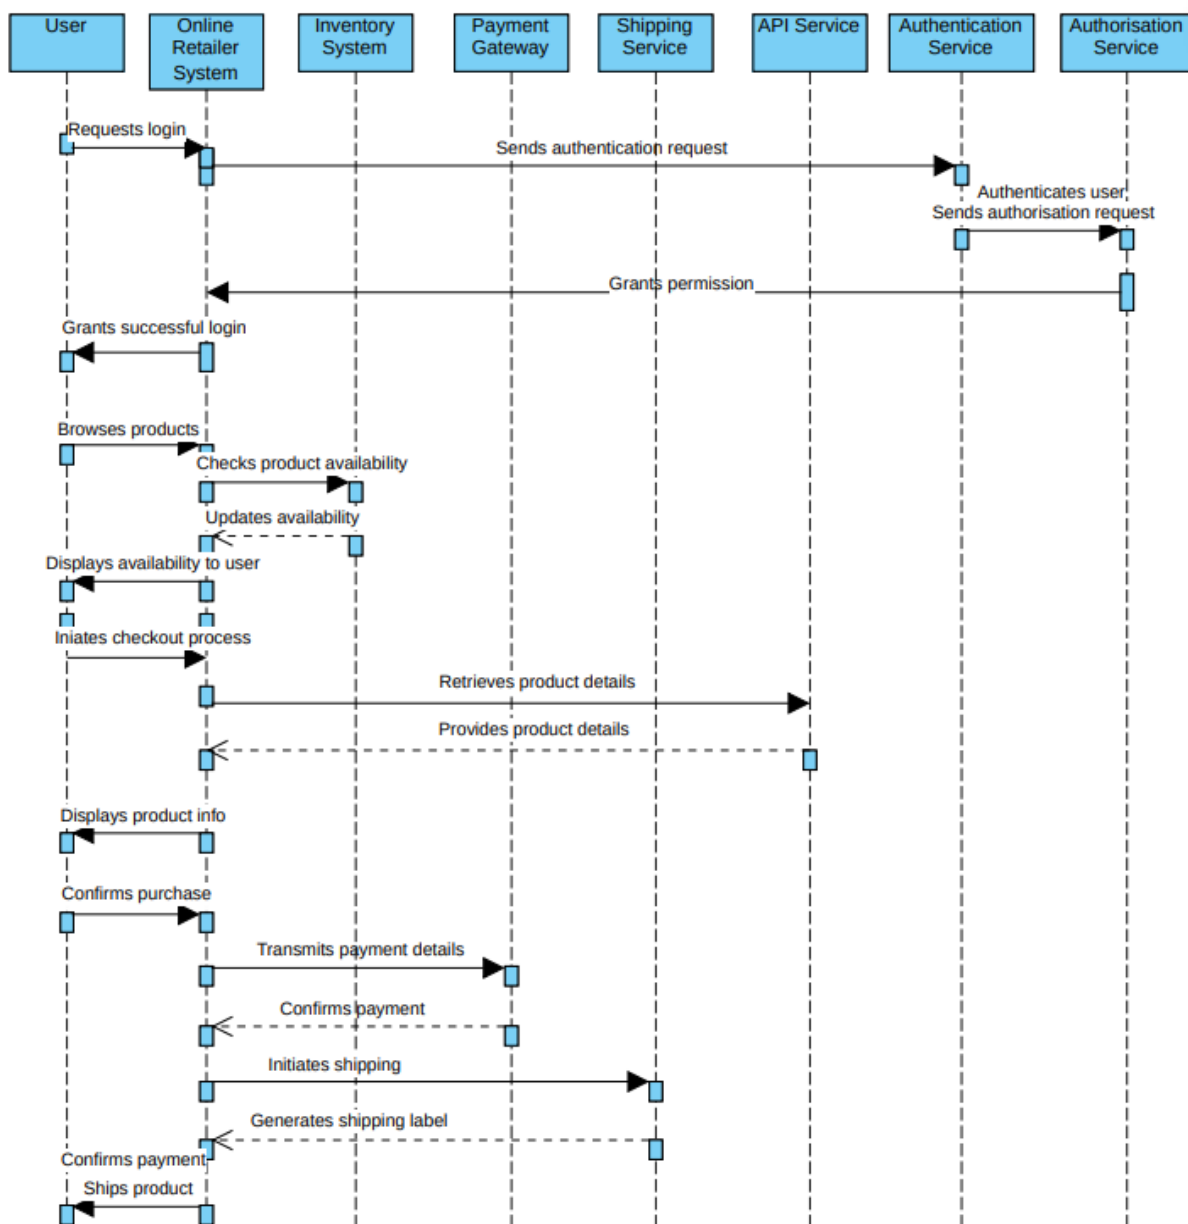 User
Online
Retailer
System
Inventory
System
Payment
Gateway
Shipping
Service
API Service
Authentication
Service
Authorisation
Service
Requests login
Sends authentication request
Authenticates user
Sends authorisation request
Grants permission
Grants successful login
Browses products
Checks product availability
Updates availability
Displays availability to user
Iniates checkout process
Retrieves product details
Provides product details
Displays product info
Confirms purchase
Transmits payment details
Confirms payment
Initiates shipping
Generates shipping label
Confirms payment
Ships product